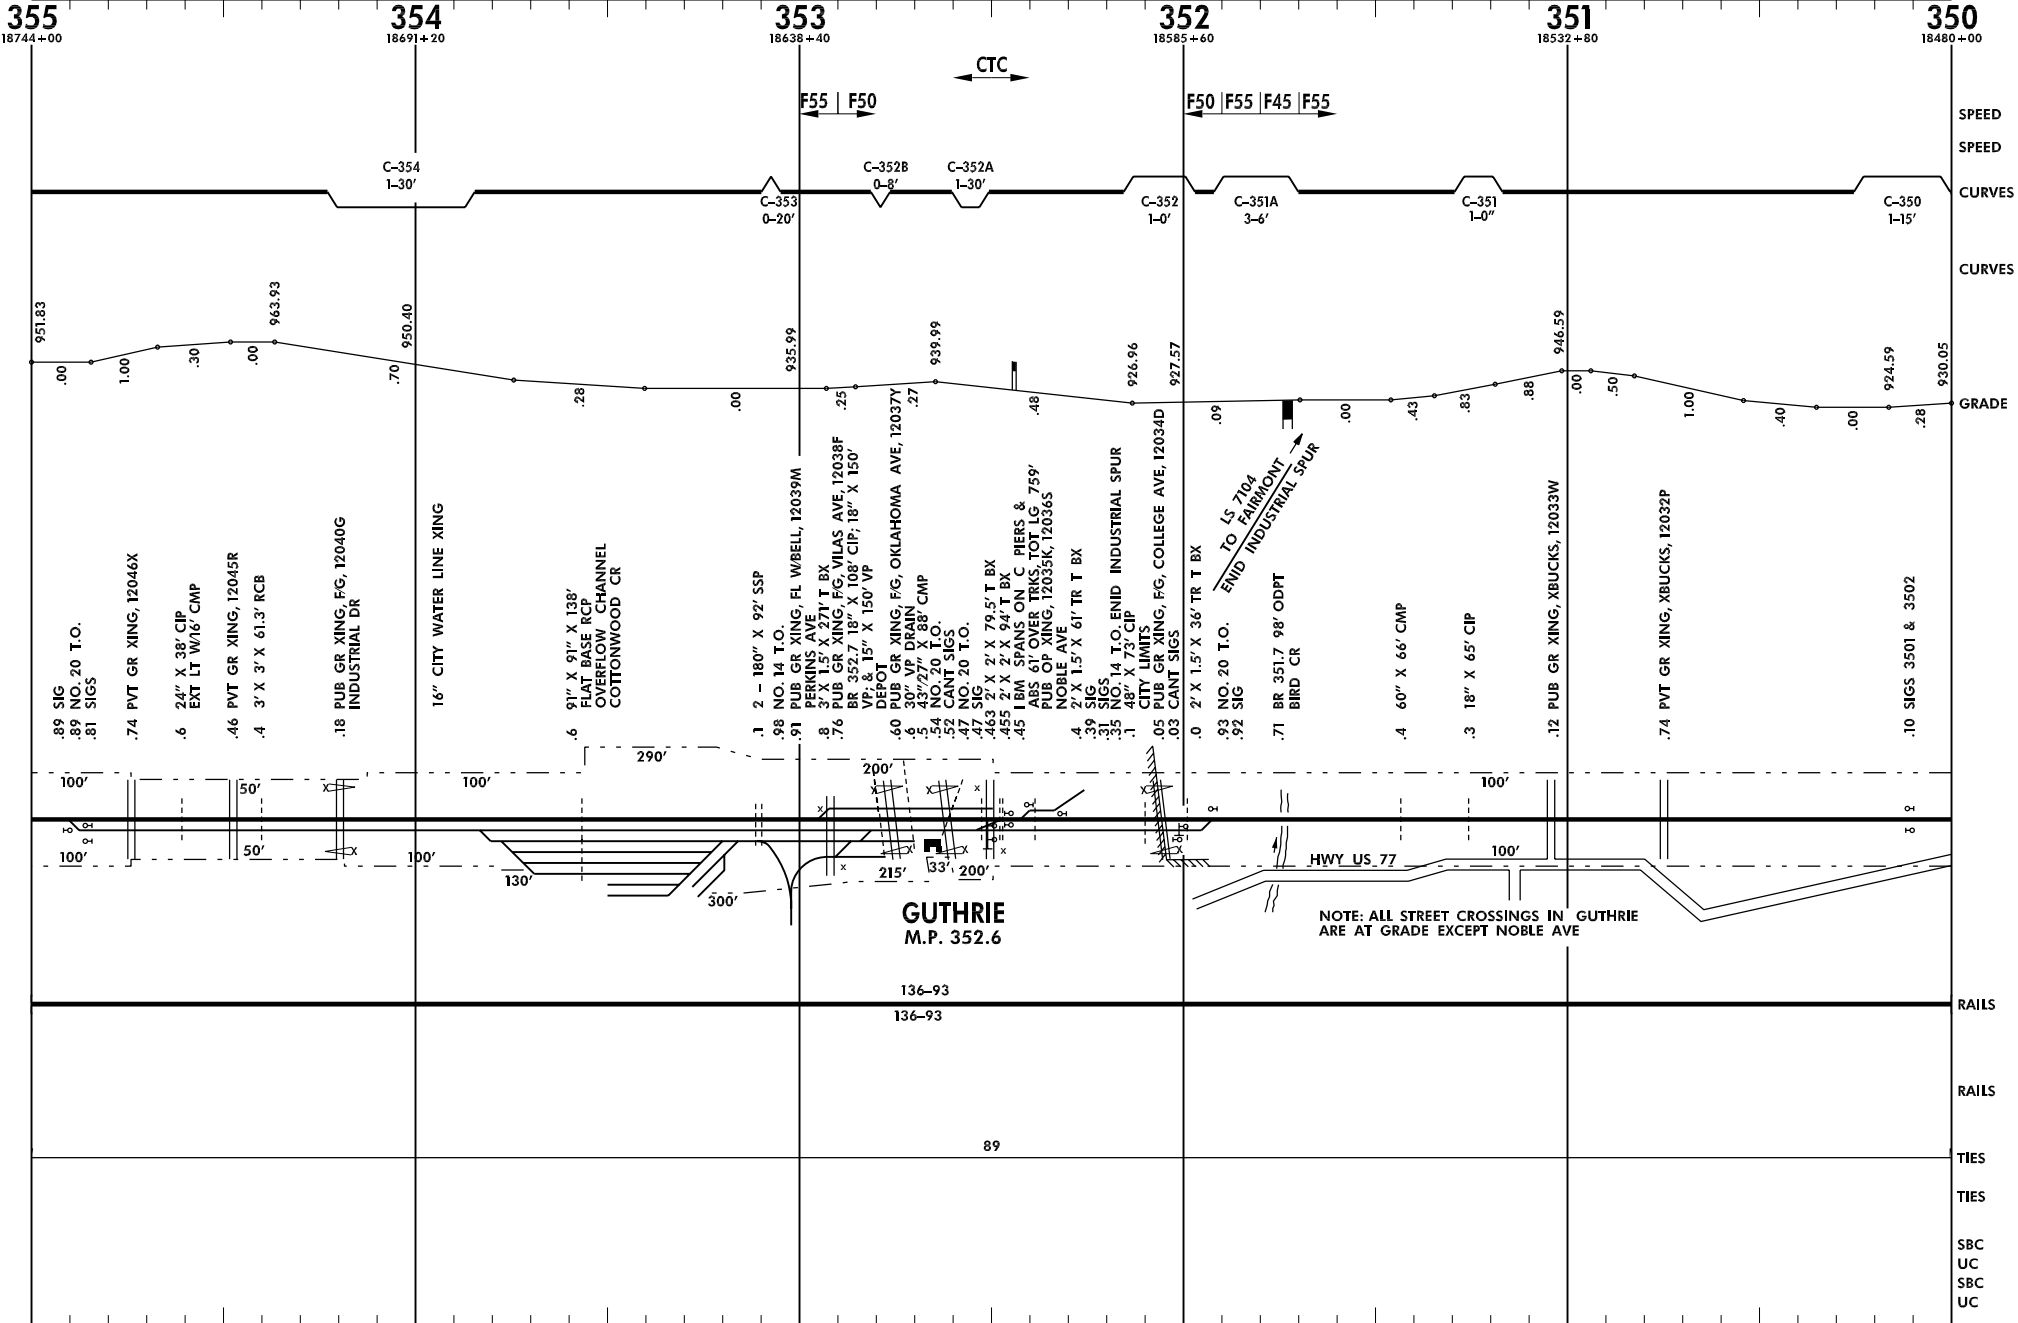 355 354 353 352 351 350
18744+00 18691+20 18638+40 18585+60 18532+80 18480+00
CTC
F55 F50 F50 F55 F45 F55
SPEED
SPEED
C-354
1-30'
C-353
0-20'
C-352B
0-8'
C-352A
1-30'
C-352
1-0'
C-351A
3-6'
C-351
1-0"
C-350
1-15'
CURVES
CURVES
951.83 963.93 950.40 935.99 939.99 926.96 927.57 946.59 924.59 930.05
.00 1.00 .30 .00 .70 .28 .00 .25 .27 .48 .09 .00 .43 .83 .88 .00 .50 1.00 .40 .00 .28
GRADE
.89 SIG
.89 NO. 20 T.O.
.81 SIGS
.74 PVT GR XING, 12046X
.6 24" X 38' CIP
EXT LT W/16' CMP
.46 PVT GR XING, 12045R
.4 3' X 3' X 61.3' RCB
.18 PUB GR XING, F/G, 12040G
INDUSTRIAL DR
16" CITY WATER LINE XING
.6 91" X 91" X 138'
FLAT BASE RCP
OVERFLOW CHANNEL
COTTONWOOD CR
.1 2 - 180" X 92' SSP
.98 NO. 14 T.O.
.91 PUB GR XING, FL W/BELL, 12039M
PERKINS AVE
.8 3' X 1.5' X 271' T BX
.76 PUB GR XING, F/G, VILAS AVE, 12038F
BR 352.7 18" X 108' CIP; 18" X 150'
VP; & 15" X 150' VP
DEPOT
.60 PUB GR XING, F/G, OKLAHOMA AVE, 12037Y
.6 30" VP DRAIN
.5 43"/27" X 88' CMP
.54 NO. 20 T.O.
.52 CANT SIGS
.47 NO. 20 T.O.
.47 SIG
.463 2' X 2' X 79.5' T BX
.455 2' X 2' X 94' T BX
.45 I BM SPANS ON C PIERS &
ABS 61' OVER TRKS, TOT LG 759'
PUB OP XING, 12035K, 12036S
NOBLE AVE
.4 2' X 1.5' X 61' TR T BX
.39 SIG
.31 SIGS
.35 NO. 14 T.O. ENID INDUSTRIAL SPUR
.1 48" X 73' CIP
CITY LIMITS
.05 PUB GR XING, F/G, COLLEGE AVE, 12034D
.03 CANT SIGS
.0 2' X 1.5' X 36' TR T BX
.93 NO. 20 T.O.
.92 SIG
LS 7104
TO FAIRMONT
ENID INDUSTRIAL SPUR
.71 BR 351.7 98' ODPT
BIRD CR
.4 60" X 66' CMP
.3 18" X 65' CIP
.12 PUB GR XING, XBUCKS, 12033W
.74 PVT GR XING, XBUCKS, 12032P
.10 SIGS 3501 & 3502
290'
200'
100' 50' X 100' X X 100'
X X X
100' 50' X 100' 130' 300' X 215' X 33' X 200' X HWY US 77 100'
GUTHRIE
M.P. 352.6
NOTE: ALL STREET CROSSINGS IN GUTHRIE
ARE AT GRADE EXCEPT NOBLE AVE
136-93
RAILS
136-93
RAILS
89
TIES
TIES
SBC
UC
SBC
UC